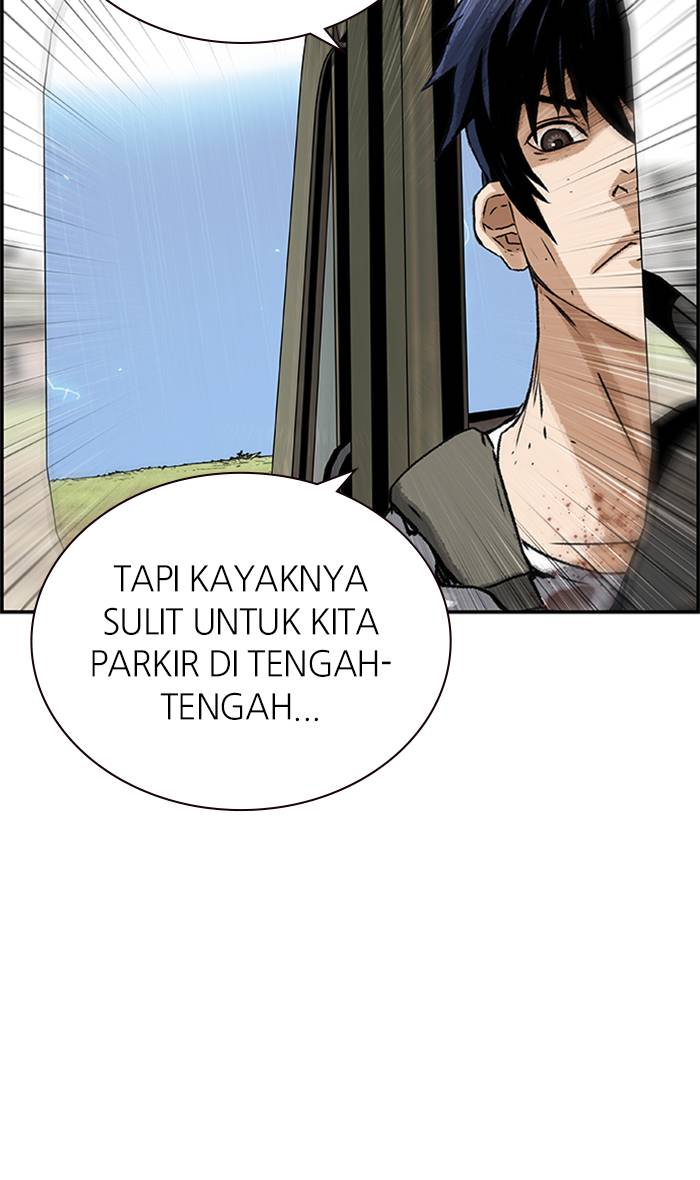 TAPI KAYAKNYA
SULIT UNTUK KITA
PARKIR DI TENGAH-
TENGAH...